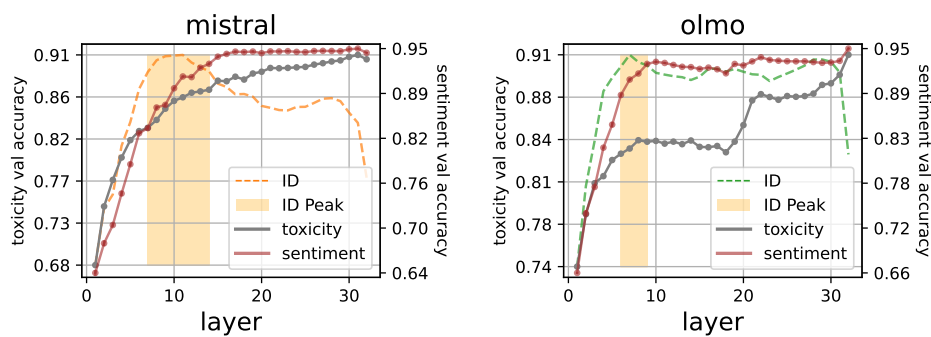 mistral
toxicity val accuracy
0.91
0.86
0.82
0.77
0.73
0.68
0
10
20
30
layer
0.95
0.89
0.82
0.76
0.70
0.64
sentiment val accuracy
ID
ID Peak
toxicity
sentiment
olmo
toxicity val accuracy
0.91
0.88
0.84
0.81
0.78
0.74
0
10
20
30
layer
0.95
0.89
0.83
0.78
0.72
0.66
sentiment val accuracy
ID
ID Peak
toxicity
sentiment